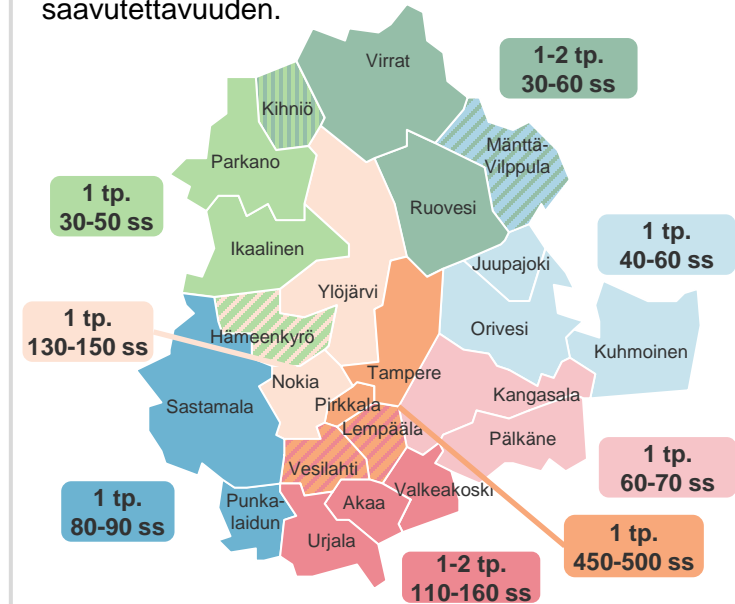 saavutettavuuden.
Virrat
1-2 tp.
30-60 ss
Kihniö
Mänttä-
Vilppula
Parkano
1 tp.
30-50 ss
Ruovesi
1 tp.
40-60 ss
Ikaalinen
Juupajoki
Ylöjärvi
1 tp.
130-150 ss
Hämeenkyrö
Orivesi
Kuhmoinen
Nokia
Tampere
Kangasala
Sastamala
Pirkkala
Lempäälä
Pälkäne
Vesilahti
1 tp.
60-70 ss
1 tp.
80-90 ss
Punka-
laidun
Akaa
Valkeakoski
Urjala
1 tp.
450-500 ss
1-2 tp.
110-160 ss